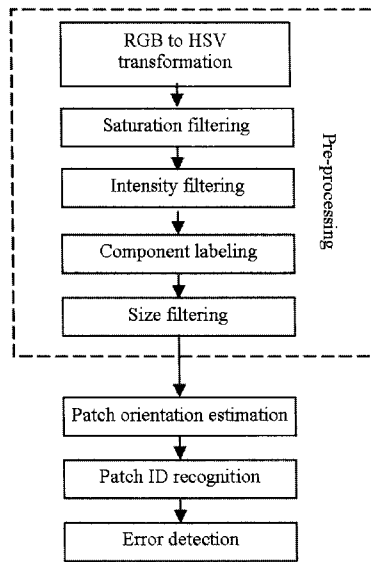 RGB to HSV
transformation
Saturation filtering
Intensity filtering
Component labeling
Size filtering
Pre-processing
Patch orientation estimation
Patch ID recognition
Error detection